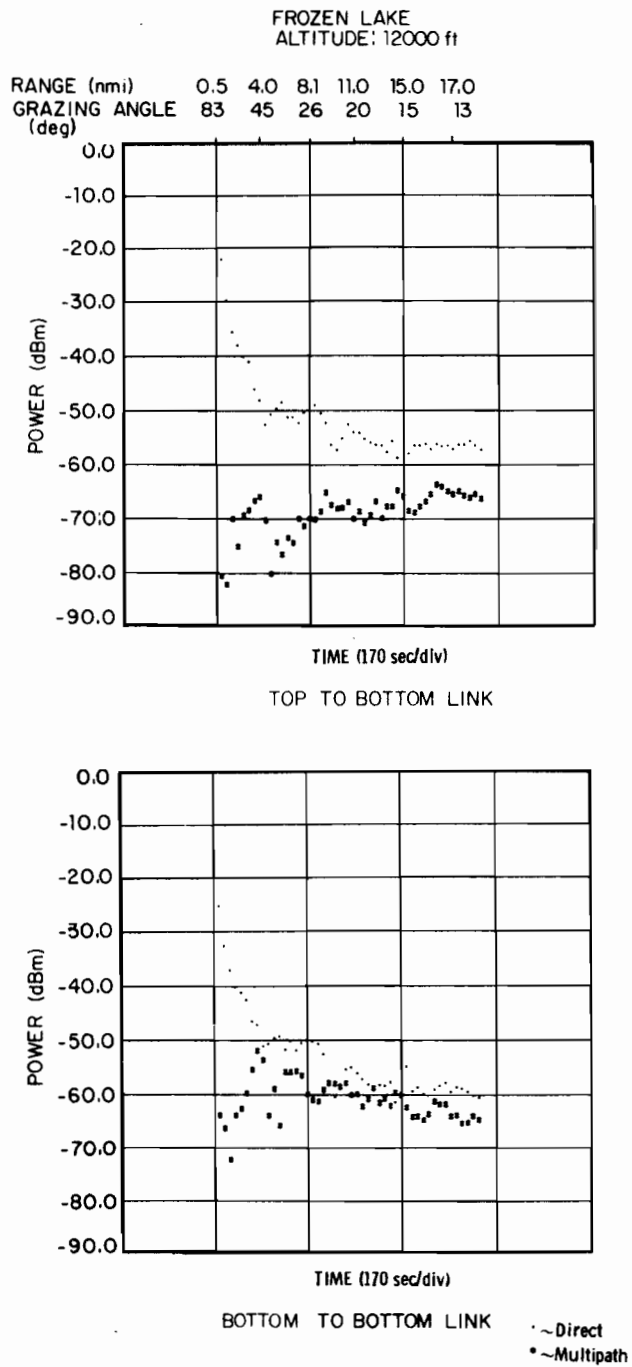 FROZEN LAKE
ALTITUDE: 12000 ft
RANGE (nmi) 0.5 4.0 8.1 11.0 15.0 17.0
GRAZING ANGLE 83 45 26 20 15 13
(deg)
0.0
-10.0
-20.0
-30.0
-40.0
-50.0
-60.0
-70.0
-80.0
-90.0
POWER (dBm)
TIME (170 sec/div)
TOP TO BOTTOM LINK
0.0
-10.0
-20.0
-30.0
-40.0
-50.0
-60.0
-70.0
-80.0
-90.0
POWER (dBm)
TIME (170 sec/div)
BOTTOM TO BOTTOM LINK
· ~Direct
• ~Multipath